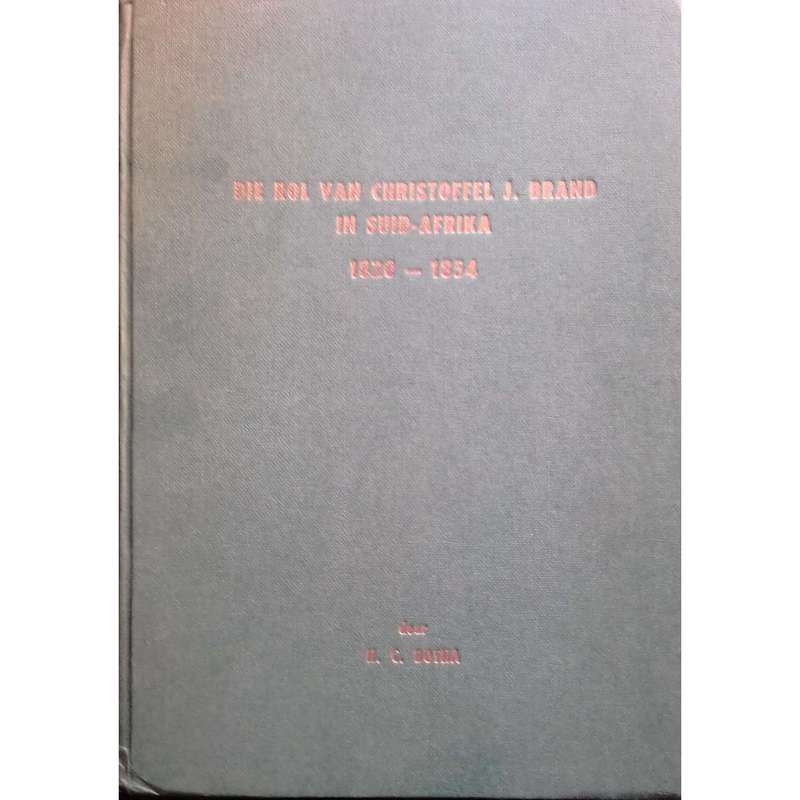 DIE ROL VAN CHRISTOFFEL J. BRAND
IN SUID-AFRIKA
1820 – 1854
deur
H. C. BOTHA